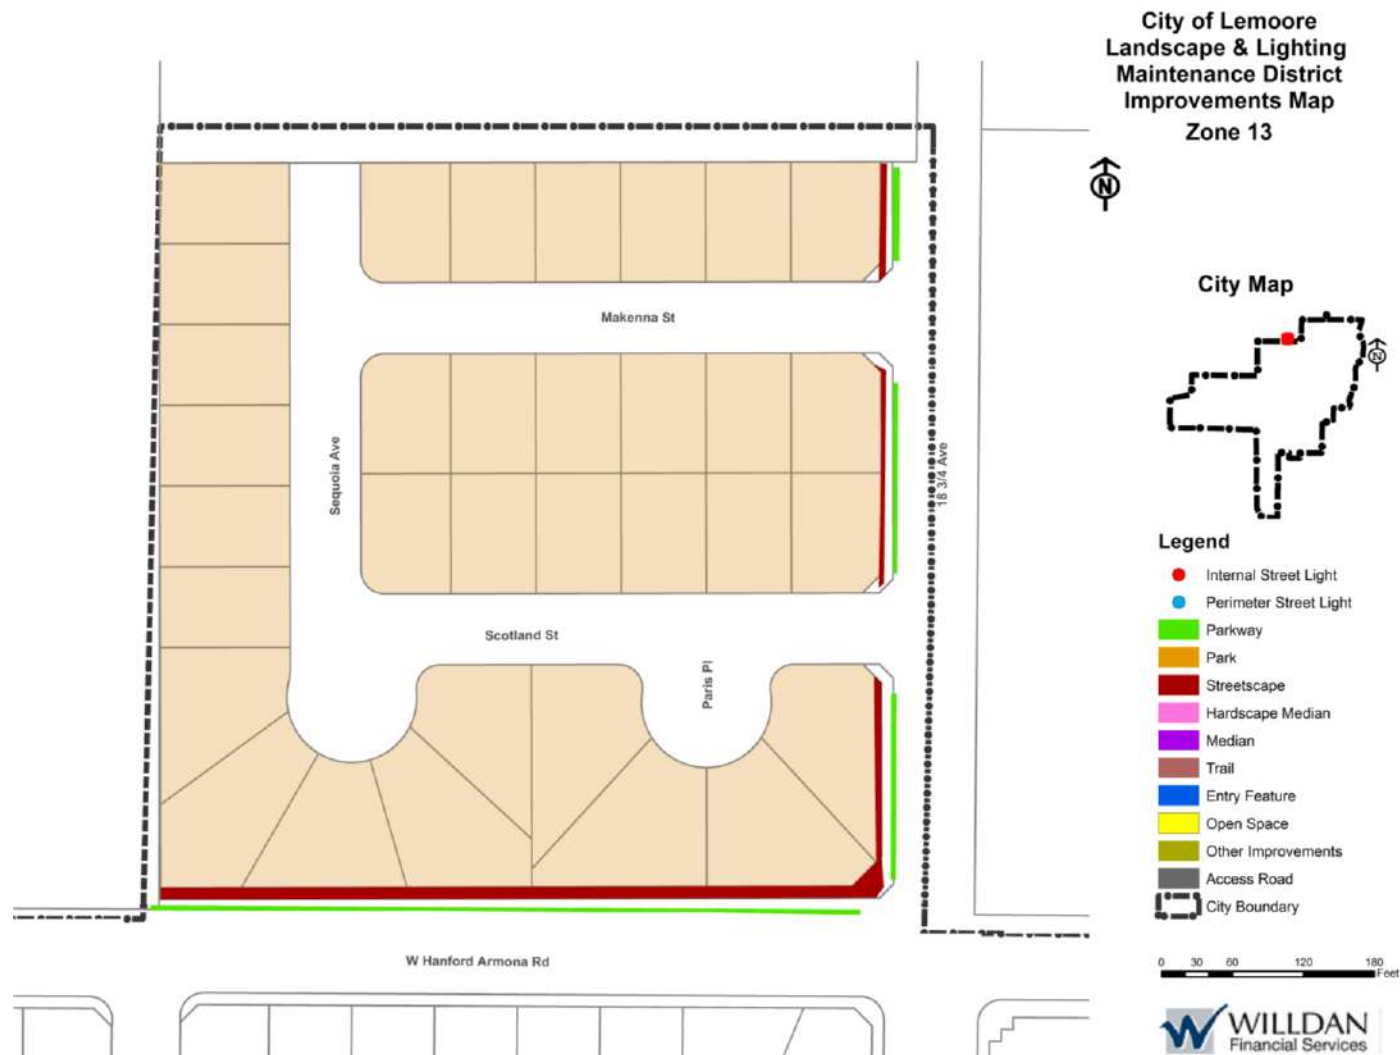 City of Lemoore
Landscape & Lighting
Maintenance District
Improvements Map
Zone 13
N
City Map
N
Makenna St
Sequoia Ave
18 3/4 Ave
Scotland St
Paris Pl
W Hanford Armona Rd
Legend
Internal Street Light
Perimeter Street Light
Parkway
Park
Streetscape
Hardscape Median
Median
Trail
Entry Feature
Open Space
Other Improvements
Access Road
City Boundary
0 30 60 120 180
Feet
WILLDAN
Financial Services